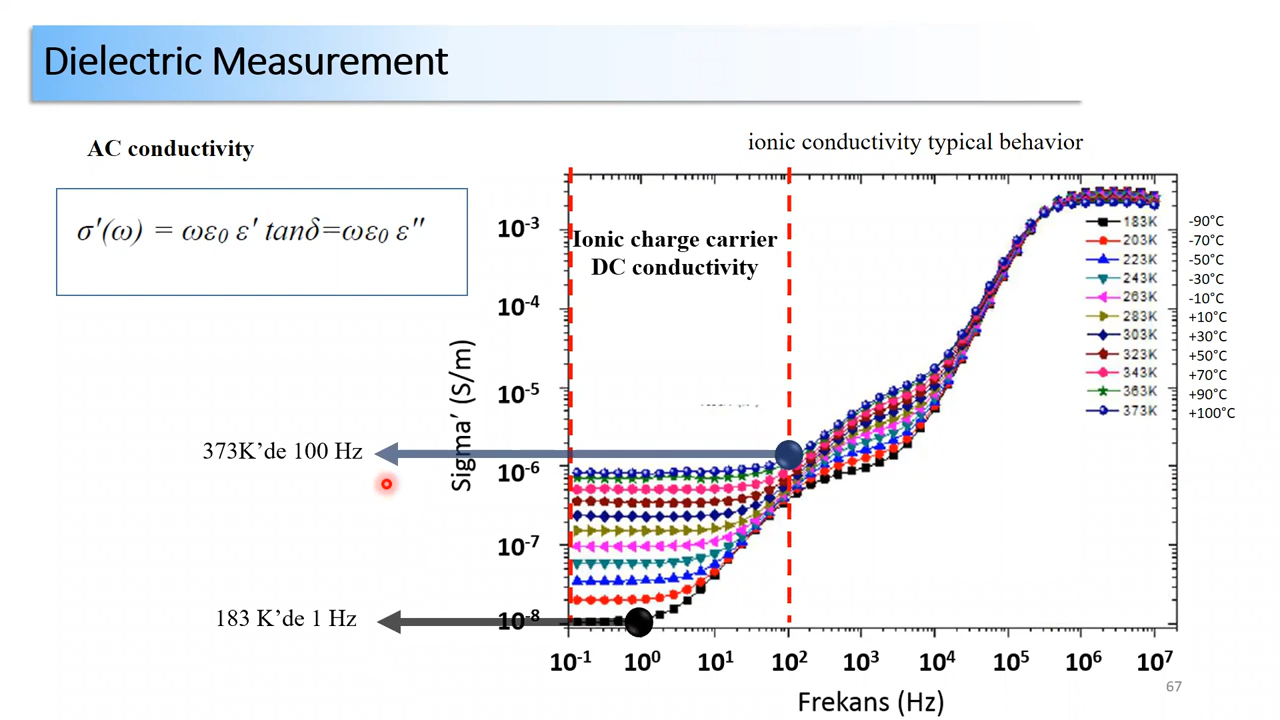 Dielectric Measurement
AC conductivity
σ'(ω) = ωε₀ ε' tanδ=ωε₀ ε''
ionic conductivity typical behavior
Ionic charge carrier
DC conductivity
10⁻³
10⁻⁴
10⁻⁵
10⁻⁶
10⁻⁷
10⁻⁸
Sigma' (S/m)
183K -90°C
203K -70°C
223K -50°C
243K -30°C
263K -10°C
283K +10°C
303K +30°C
323K +50°C
343K +70°C
363K +90°C
373K +100°C
373K’de 100 Hz
183 K’de 1 Hz
10⁻¹ 10⁰ 10¹ 10² 10³ 10⁴ 10⁵ 10⁶ 10⁷
Frekans (Hz)
67